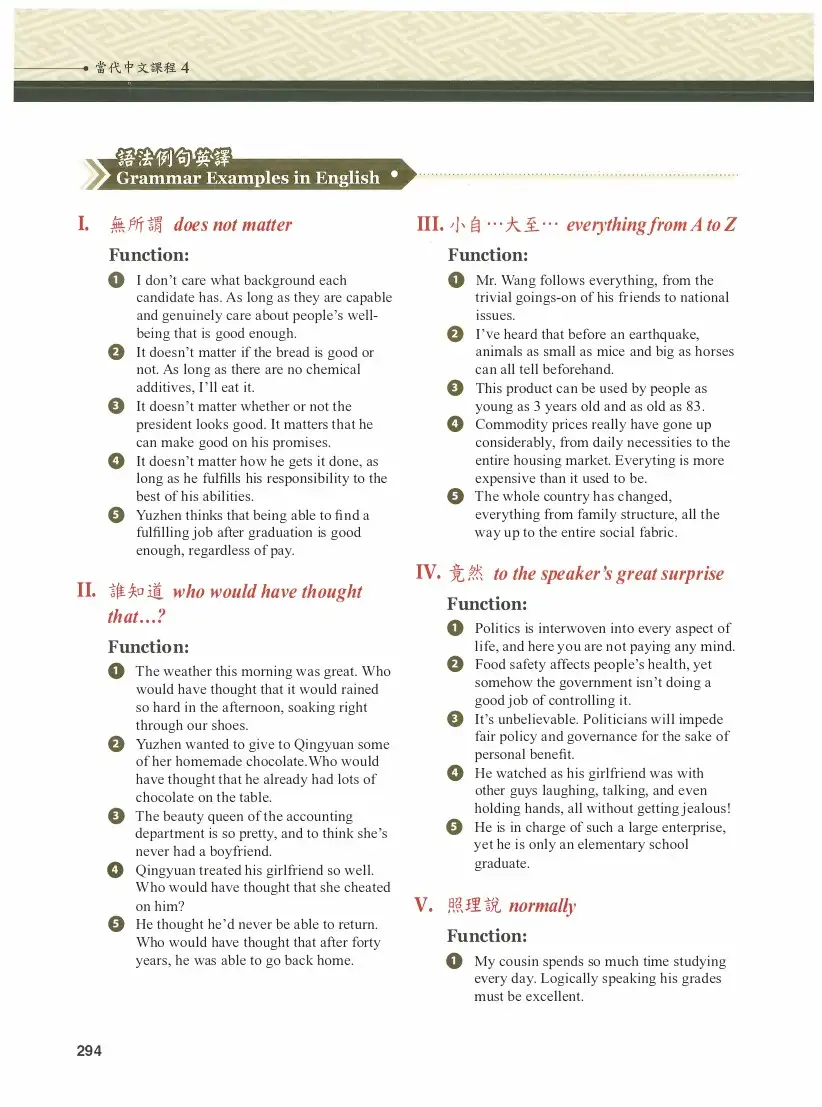 當代中文課程 4
語法例句英譯
Grammar Examples in English
I. 無所謂 does not matter
Function:
1 I don't care what background each
candidate has. As long as they are capable
and genuinely care about people's well-
being that is good enough.
2 It doesn't matter if the bread is good or
not. As long as there are no chemical
additives, I'll eat it.
3 It doesn't matter whether or not the
president looks good. It matters that he
can make good on his promises.
4 It doesn't matter how he gets it done, as
long as he fulfills his responsibility to the
best of his abilities.
5 Yuzhen thinks that being able to find a
fulfilling job after graduation is good
enough, regardless of pay.
II. 誰知道 who would have thought
that…?
Function:
1 The weather this morning was great. Who
would have thought that it would rained
so hard in the afternoon, soaking right
through our shoes.
2 Yuzhen wanted to give to Qingyuan some
of her homemade chocolate.Who would
have thought that he already had lots of
chocolate on the table.
3 The beauty queen of the accounting
department is so pretty, and to think she's
never had a boyfriend.
4 Qingyuan treated his girlfriend so well.
Who would have thought that she cheated
on him?
5 He thought he'd never be able to return.
Who would have thought that after forty
years, he was able to go back home.
III. 小自…大至… everything from A to Z
Function:
1 Mr. Wang follows everything, from the
trivial goings-on of his friends to national
issues.
2 I've heard that before an earthquake,
animals as small as mice and big as horses
can all tell beforehand.
3 This product can be used by people as
young as 3 years old and as old as 83.
4 Commodity prices really have gone up
considerably, from daily necessities to the
entire housing market. Everyting is more
expensive than it used to be.
5 The whole country has changed,
everything from family structure, all the
way up to the entire social fabric.
IV. 竟然 to the speaker's great surprise
Function:
1 Politics is interwoven into every aspect of
life, and here you are not paying any mind.
2 Food safety affects people's health, yet
somehow the government isn't doing a
good job of controlling it.
3 It's unbelievable. Politicians will impede
fair policy and governance for the sake of
personal benefit.
4 He watched as his girlfriend was with
other guys laughing, talking, and even
holding hands, all without getting jealous!
5 He is in charge of such a large enterprise,
yet he is only an elementary school
graduate.
V. 照理說 normally
Function:
1 My cousin spends so much time studying
every day. Logically speaking his grades
must be excellent.
294